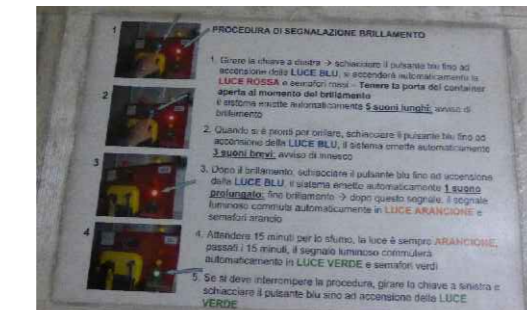 1
PROCEDURA DI SEGNALAZIONE BRILLAMENTO
1. Girare la chiave a destra → schiacciare il pulsante blu fino ad
accensione della LUCE BLU, si accenderà automaticamente la
LUCE ROSSA e semafori rossi – Tenere la porta del container
aperta al momento del brillamento
il sistema emette automaticamente 5 suoni lunghi: avviso di
brillamento
2
2. Quando si è pronti per brillare, schiacciare il pulsante blu fino ad
accensione della LUCE BLU, il sistema emette automaticamente
3 suoni brevi: avviso di innesco
3
3. Dopo il brillamento, schiacciare il pulsante blu fino ad accensione
della LUCE BLU, il sistema emette automaticamente 1 suono
prolungato: fine brillamento → dopo questo segnale, il segnale
luminoso commuta automaticamente in LUCE ARANCIONE e
semafori arancio
4
4. Attendere 15 minuti per lo sfumo, la luce è sempre ARANCIONE,
passati i 15 minuti, il segnale luminoso commuterà
automaticamente in LUCE VERDE e semafori verdi
5. Se si deve interrompere la procedura, girare la chiave a sinistra e
schiacciare il pulsante blu sino ad accensione della LUCE
VERDE